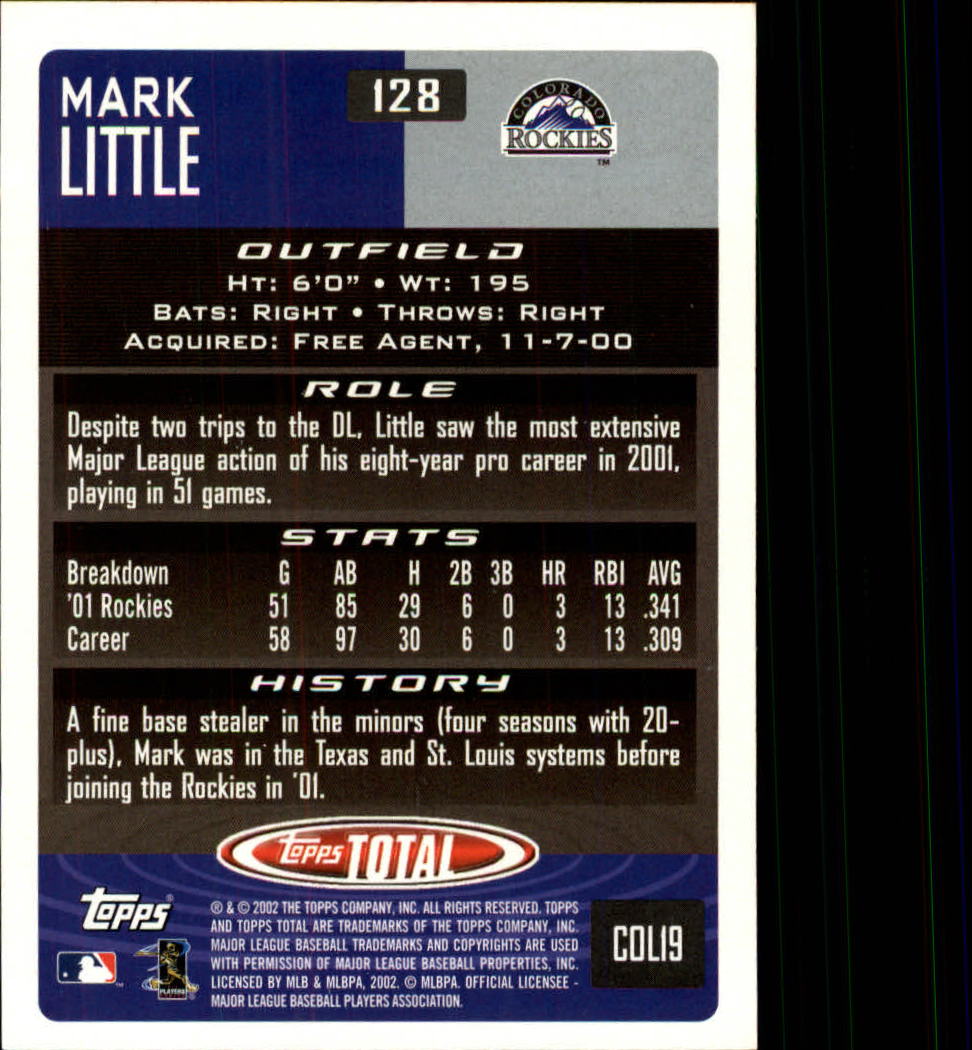 MARK
LITTLE
128
COLORADO
ROCKIES
TM
OUTFIELD
HT: 6'0" • WT: 195
BATS: RIGHT • THROWS: RIGHT
ACQUIRED: FREE AGENT, 11-7-00
ROLE
Despite two trips to the DL, Little saw the most extensive
Major League action of his eight-year pro career in 2001,
playing in 51 games.
STATS
Breakdown G AB H 2B 3B HR RBI AVG
'01 Rockies 51 85 29 6 0 3 13 .341
Career 58 97 30 6 0 3 13 .309
HISTORY
A fine base stealer in the minors (four seasons with 20-
plus), Mark was in the Texas and St. Louis systems before
joining the Rockies in '01.
topps TOTAL
topps®
® & © 2002 THE TOPPS COMPANY, INC. ALL RIGHTS RESERVED. TOPPS
AND TOPPS TOTAL ARE TRADEMARKS OF THE TOPPS COMPANY, INC.
MAJOR LEAGUE BASEBALL TRADEMARKS AND COPYRIGHTS ARE USED
WITH PERMISSION OF MAJOR LEAGUE BASEBALL PROPERTIES, INC.
LICENSED BY MLB & MLBPA, 2002. © MLBPA. OFFICIAL LICENSEE -
MAJOR LEAGUE BASEBALL PLAYERS ASSOCIATION.
PLAYERS
COL19